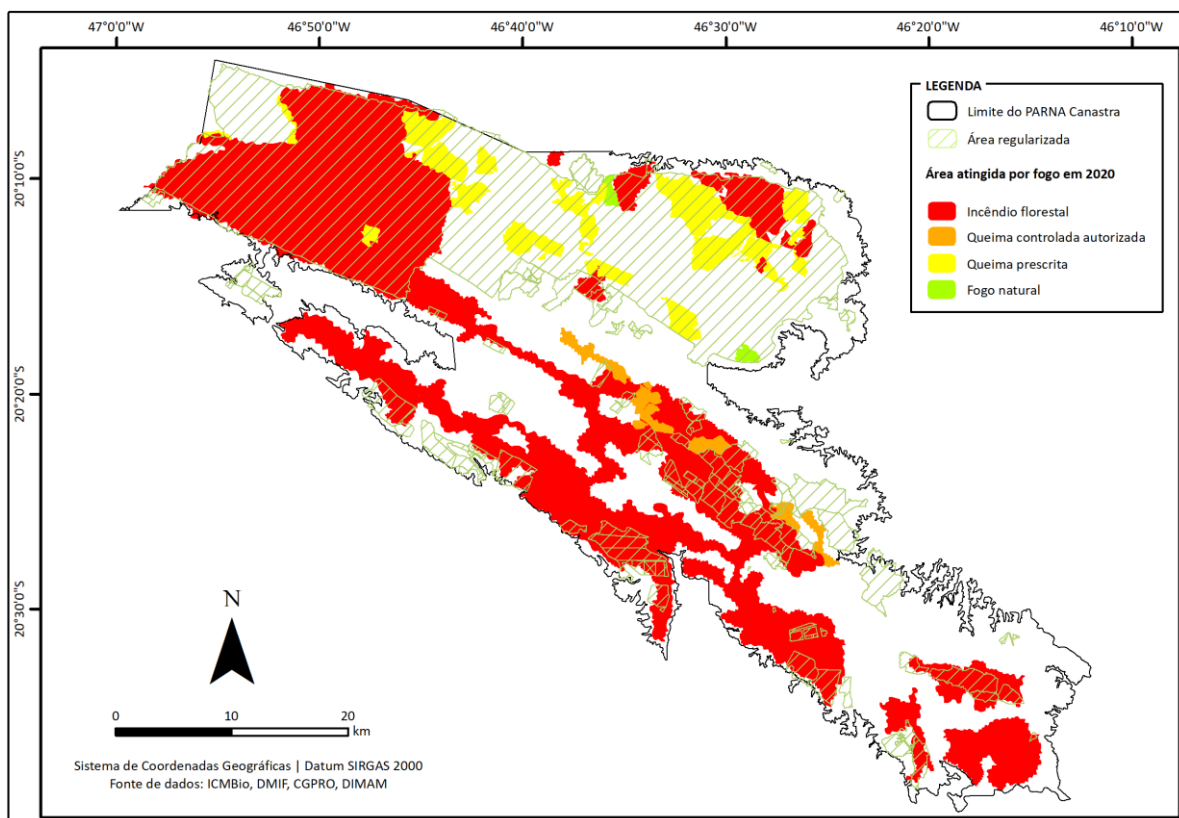 47°0'0"W 46°50'0"W 46°40'0"W 46°30'0"W 46°20'0"W 46°10'0"W
LEGENDA
Limite do PARNA Canastra
Área regularizada
Área atingida por fogo em 2020
Incêndio florestal
Queima controlada autorizada
Queima prescrita
Fogo natural
20°10'0"S
20°20'0"S
20°30'0"S
N
0 10 20
km
Sistema de Coordenadas Geográficas | Datum SIRGAS 2000
Fonte de dados: ICMBio, DMIF, CGPRO, DIMAM